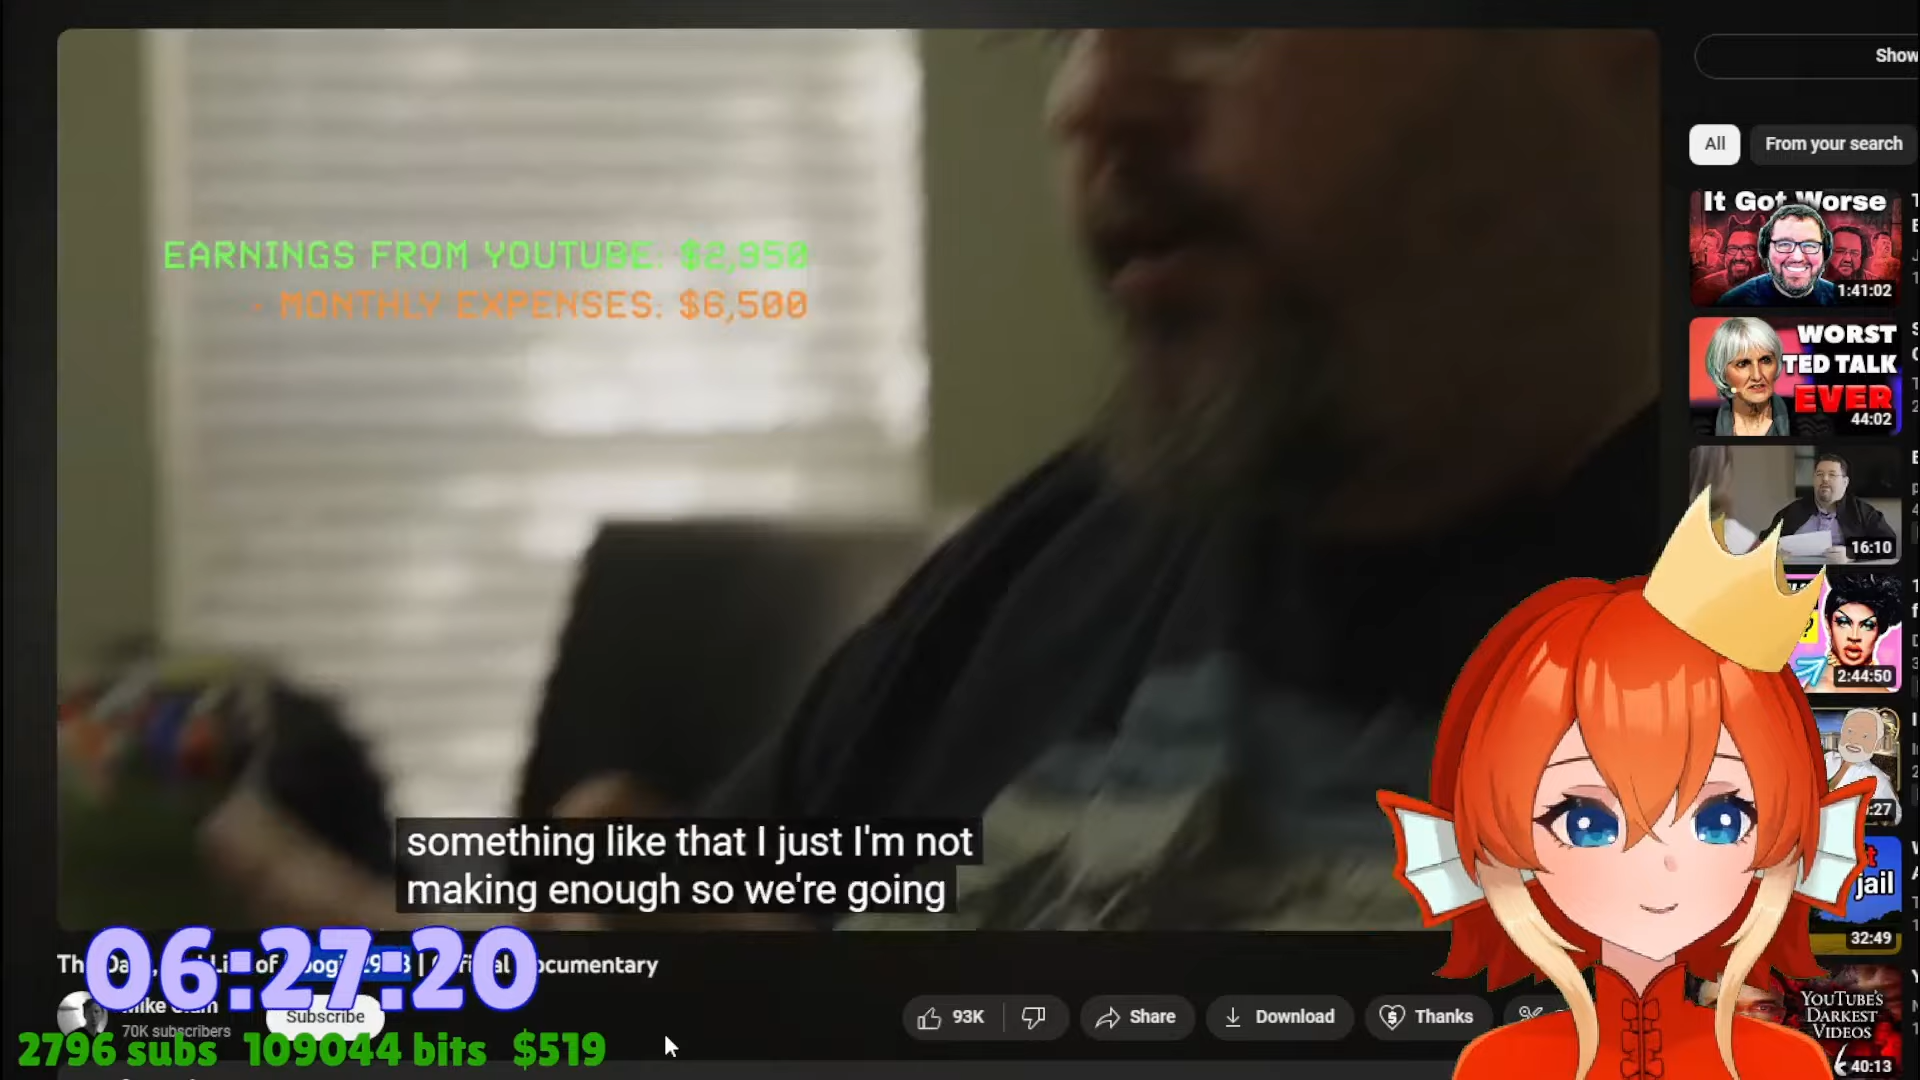 Show
All
From your search
It Got Worse
1:41:02
WORST
TED TALK
EVER
44:02
16:10
2:44:50
:27
jail
32:49
YOUTUBE'S
DARKEST
VIDEOS
40:13
EARNINGS FROM YOUTUBE: $2,950
- MONTHLY EXPENSES: $6,500
something like that I just I'm not
making enough so we're going
06:27:20
of
ocumentary
70K subscribers
Subscribe
93K
Share
Download
Thanks
2796 subs 109044 bits $519